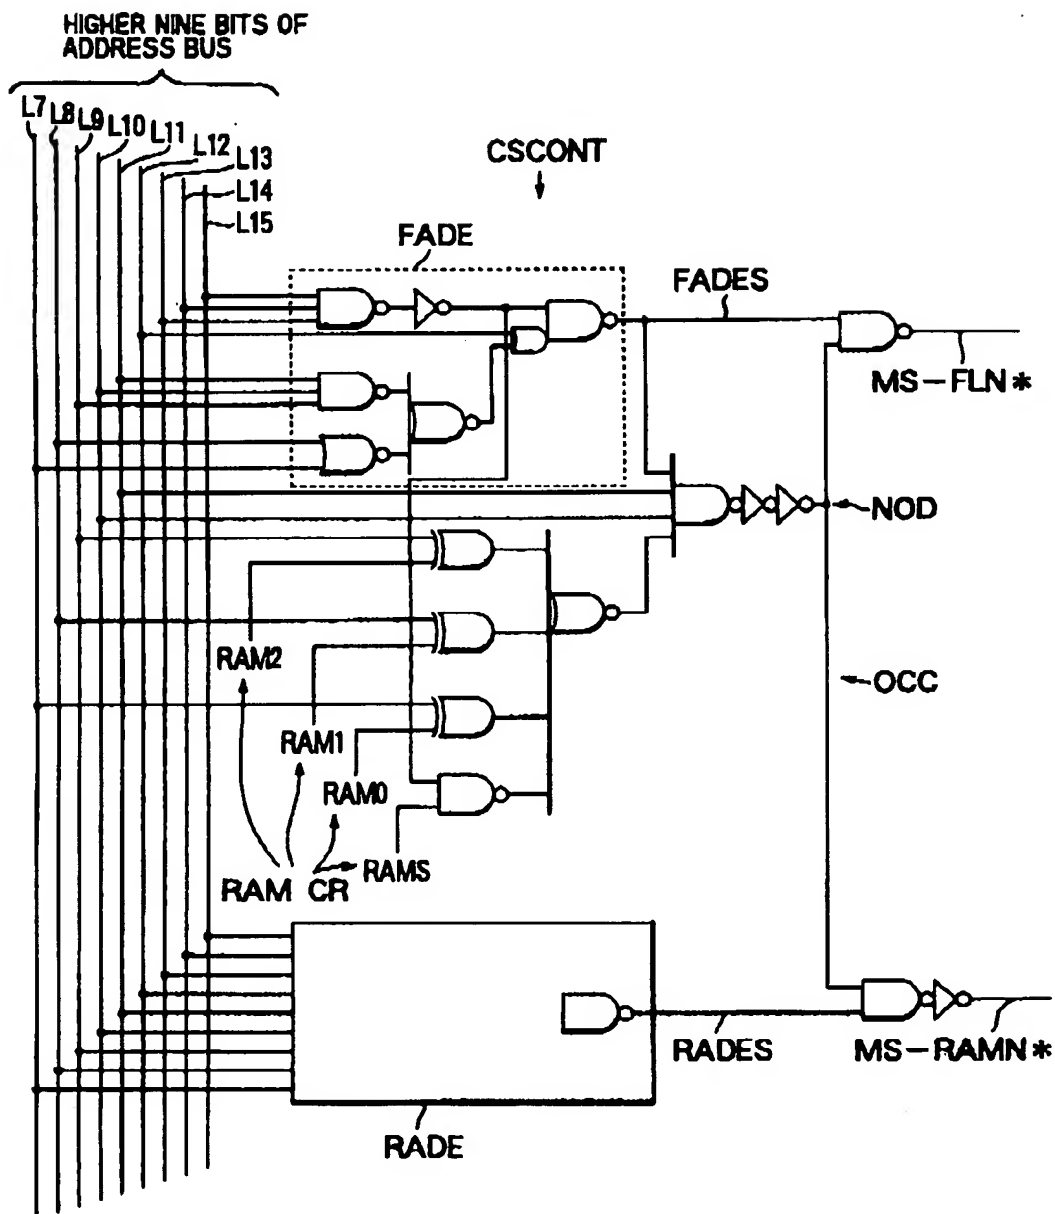 HIGHER NINE BITS OF
ADDRESS BUS
L7
L8
L9
L10
L11
L12
L13
L14
L15
CSCONT
FADE
FADES
MS-FLN*
NOD
OCC
RAM2
RAM1
RAM0
RAMS
RAM CR
RADES
MS-RAMN*
RADE